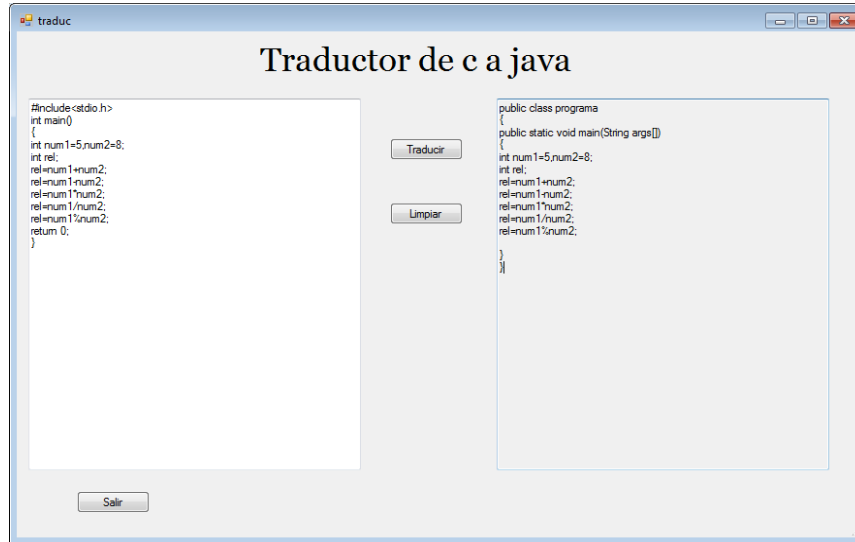 traduc
Traductor de c a java
#include<stdio.h>
int main()
{
int num1=5,num2=8;
int rel;
rel=num1+num2;
rel=num1-num2;
rel=num1*num2;
rel=num1/num2;
rel=num1%num2;
return 0;
}
Traducir
Limpiar
public class programa
{
public static void main(String args[])
{
int num1=5,num2=8;
int rel;
rel=num1+num2;
rel=num1-num2;
rel=num1*num2;
rel=num1/num2;
rel=num1%num2;
}
}
Salir